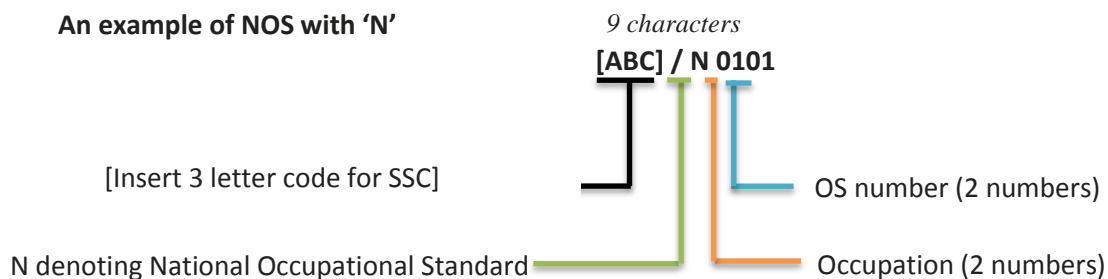 An example of NOS with ‘N’
9 characters
[ABC] / N 0101
[Insert 3 letter code for SSC]
OS number (2 numbers)
N denoting National Occupational Standard
Occupation (2 numbers)